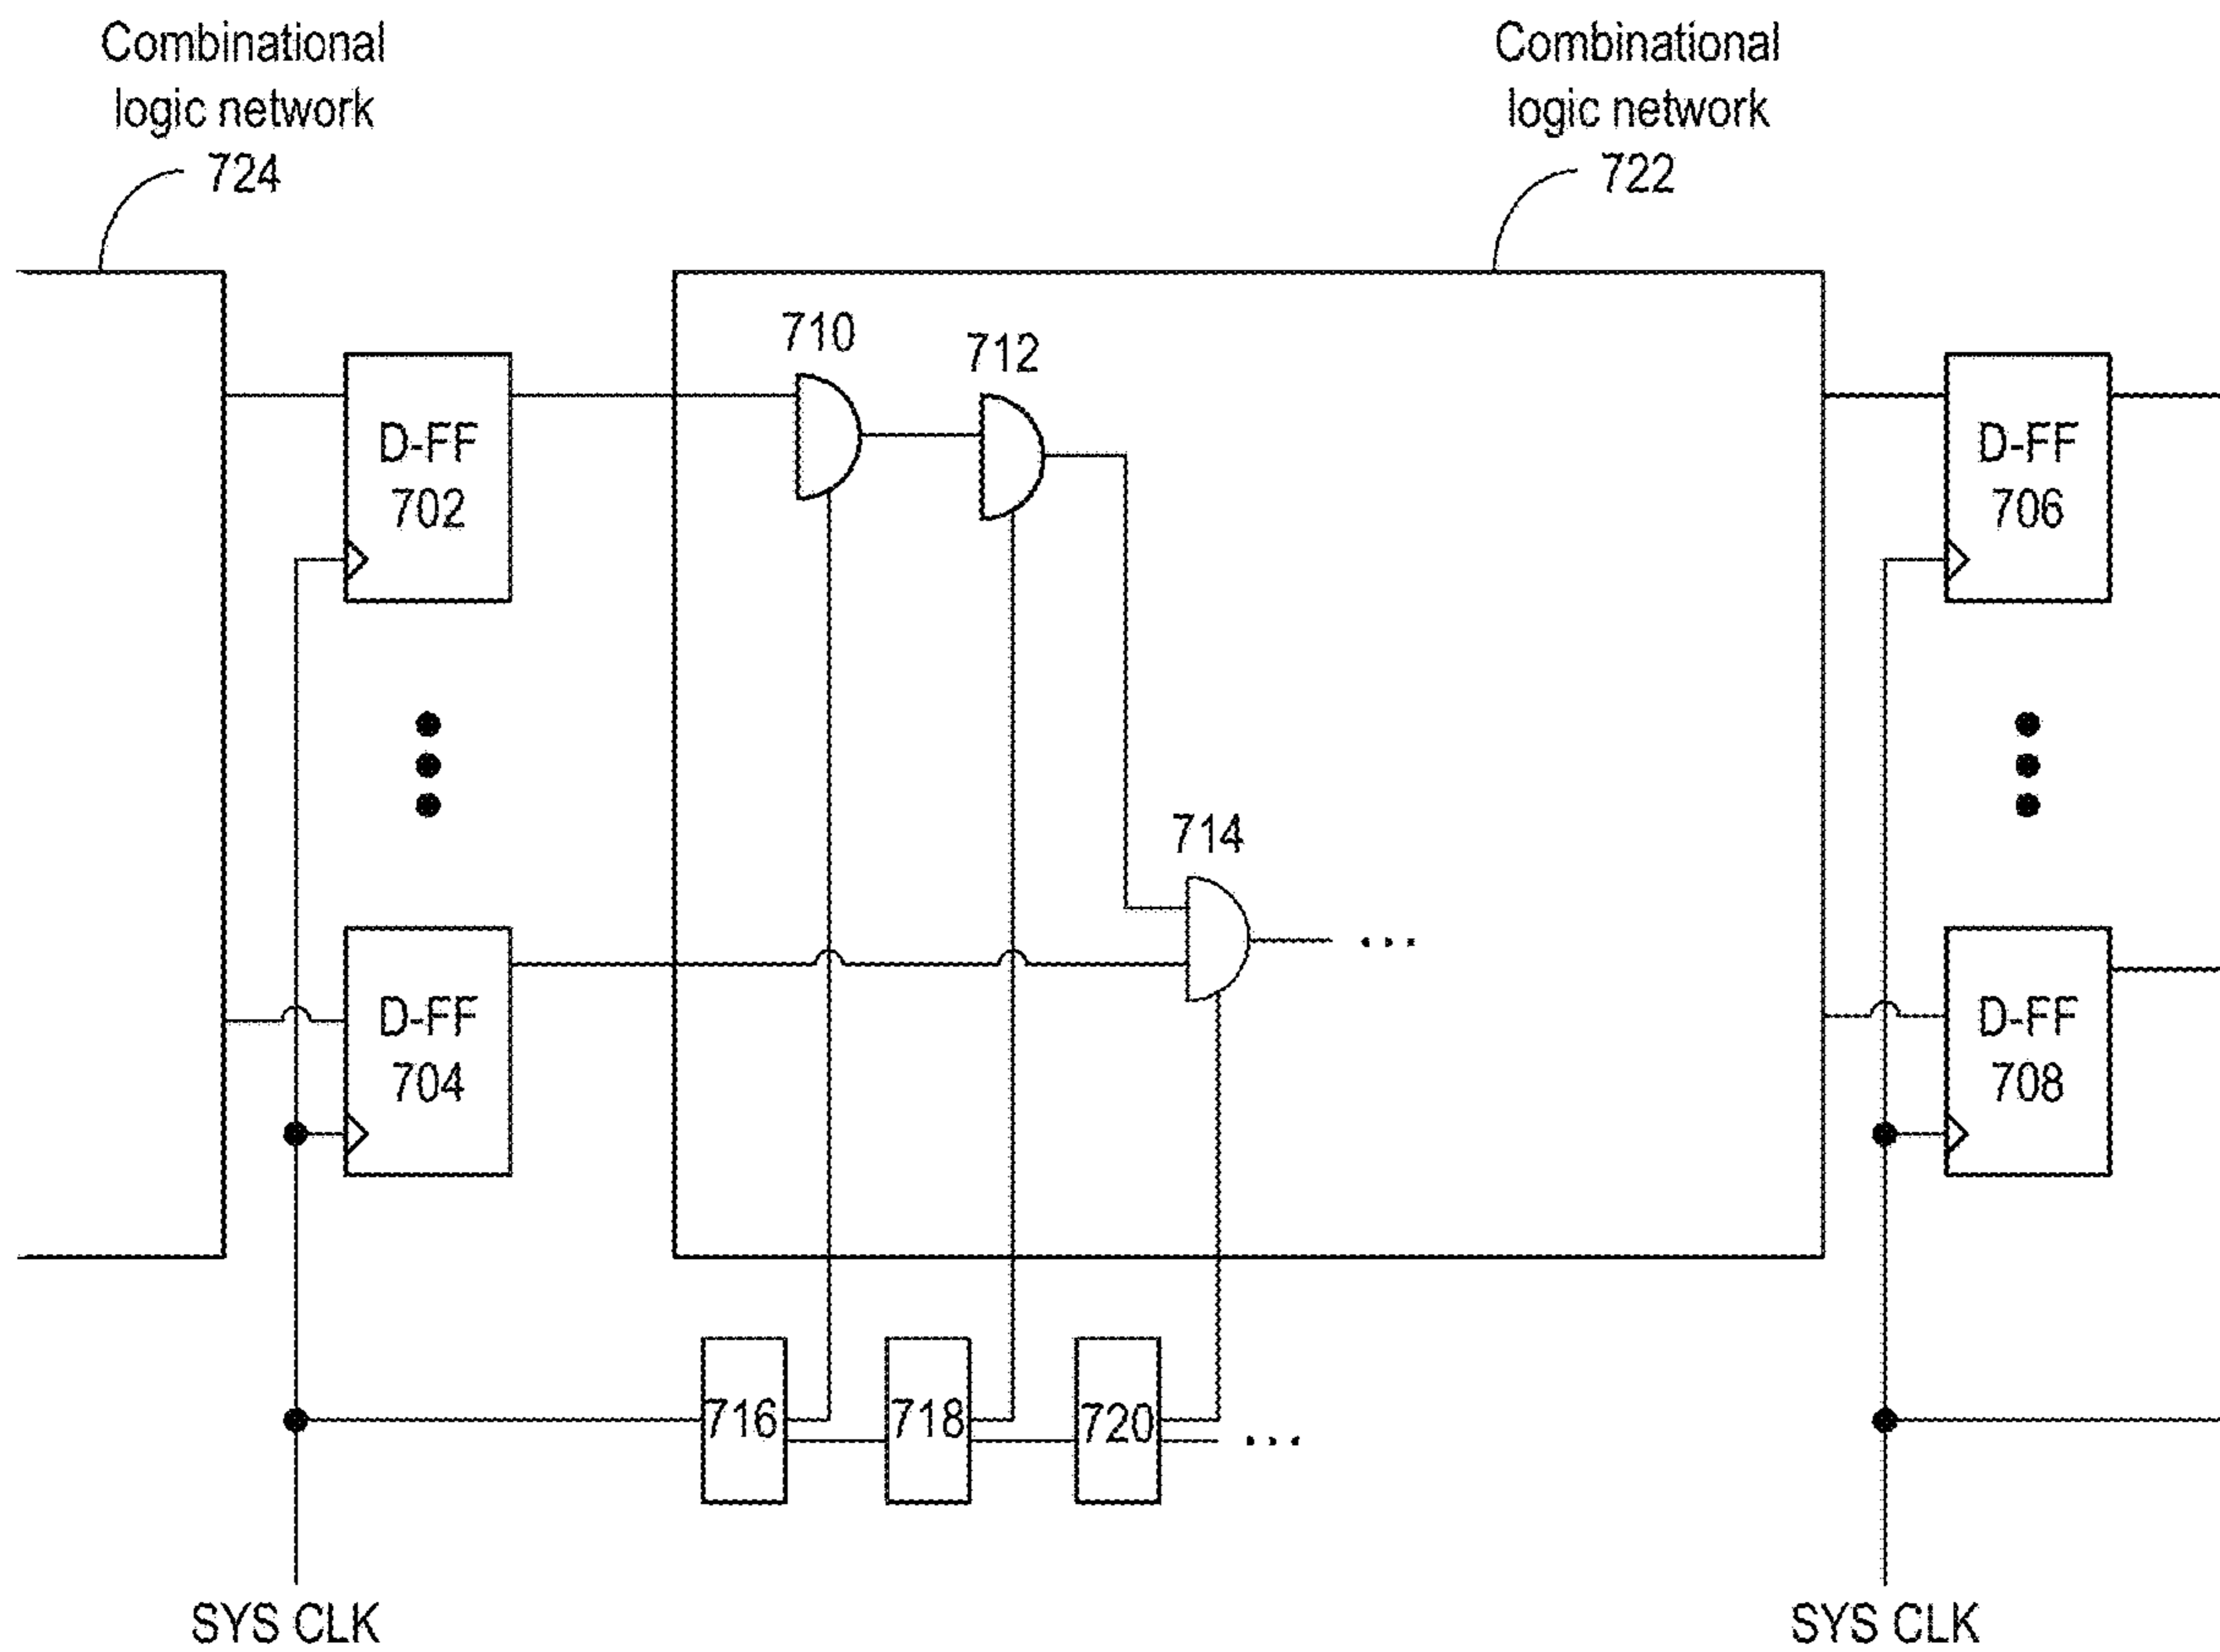 Combinational
logic network
724
Combinational
logic network
722
710
712
D-FF
702
D-FF
706
714
D-FF
704
D-FF
708
716
718
720
...
...
SYS CLK
SYS CLK